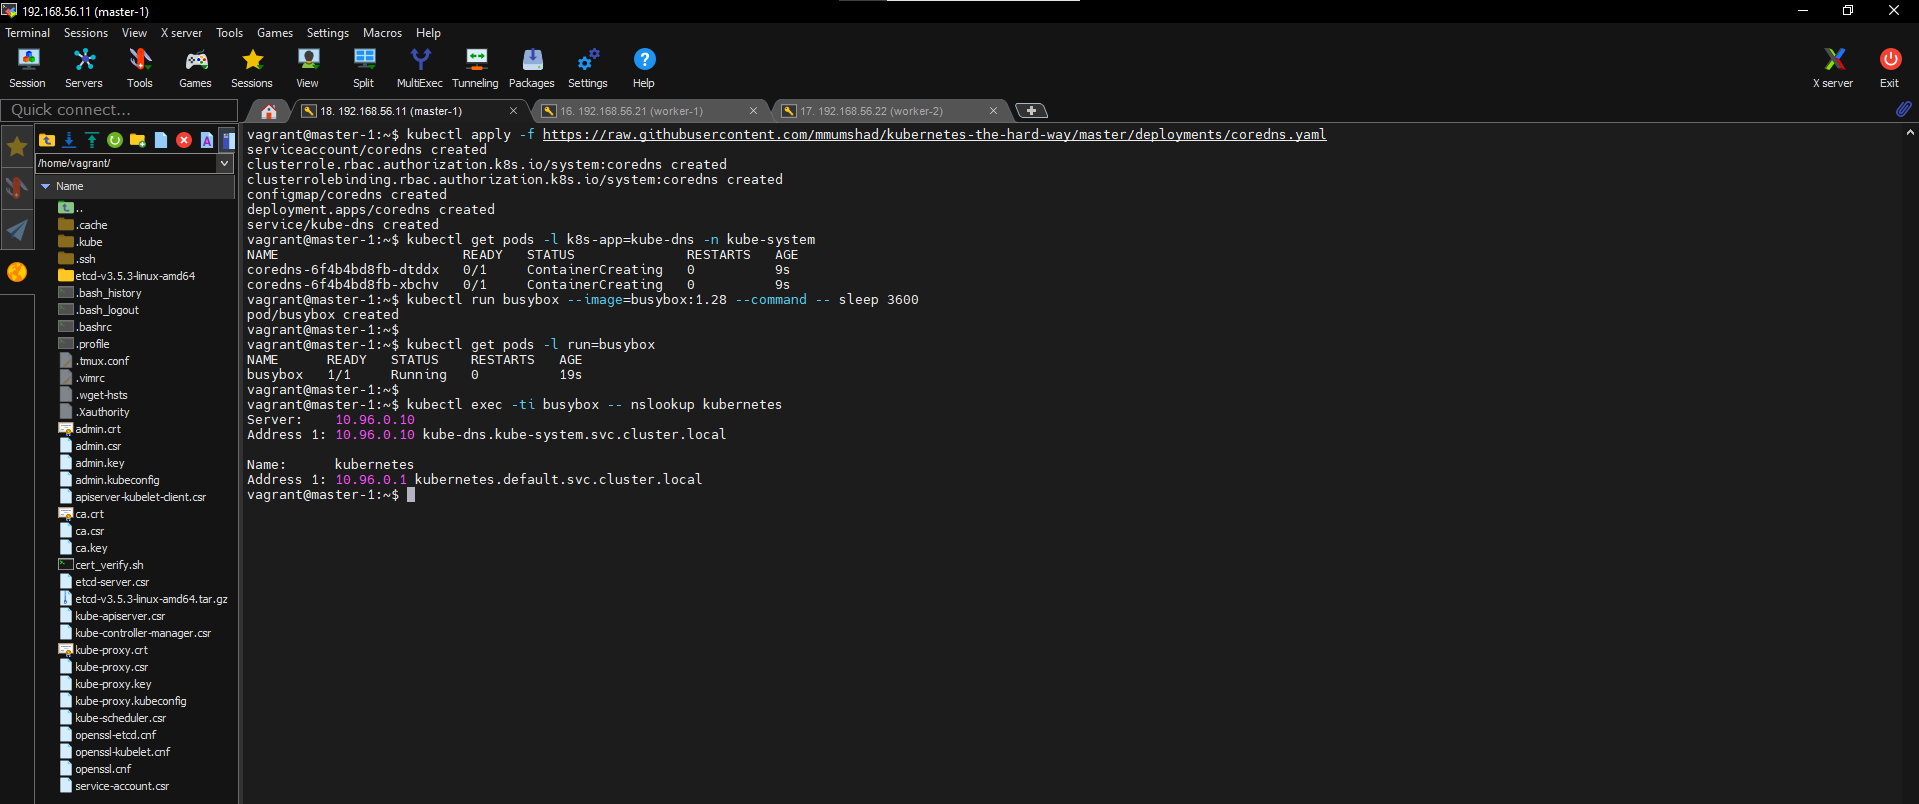 192.168.56.11 (master-1)
Terminal Sessions View X server Tools Games Settings Macros Help
Session Servers Tools Games Sessions View Split MultiExec Tunneling Packages Settings Help X server Exit
Quick connect...
18. 192.168.56.11 (master-1) 16. 192.168.56.21 (worker-1) 17. 192.168.56.22 (worker-2)
/home/vagrant/
Name
..
.cache
.kube
.ssh
etcd-v3.5.3-linux-amd64
.bash_history
.bash_logout
.bashrc
.profile
.tmux.conf
.vimrc
.wget-hsts
.Xauthority
admin.crt
admin.csr
admin.key
admin.kubeconfig
apiserver-kubelet-client.csr
ca.crt
ca.csr
ca.key
cert_verify.sh
etcd-server.csr
etcd-v3.5.3-linux-amd64.tar.gz
kube-apiserver.csr
kube-controller-manager.csr
kube-proxy.crt
kube-proxy.csr
kube-proxy.key
kube-proxy.kubeconfig
kube-scheduler.csr
openssl-etcd.cnf
openssl-kubelet.cnf
openssl.cnf
service-account.csr
vagrant@master-1:~$ kubectl apply -f https://raw.githubusercontent.com/mmumshad/kubernetes-the-hard-way/master/deployments/coredns.yaml
serviceaccount/coredns created
clusterrole.rbac.authorization.k8s.io/system:coredns created
clusterrolebinding.rbac.authorization.k8s.io/system:coredns created
configmap/coredns created
deployment.apps/coredns created
service/kube-dns created
vagrant@master-1:~$ kubectl get pods -l k8s-app=kube-dns -n kube-system
NAME READY STATUS RESTARTS AGE
coredns-6f4b4bd8fb-dtddx 0/1 ContainerCreating 0 9s
coredns-6f4b4bd8fb-xbchv 0/1 ContainerCreating 0 9s
vagrant@master-1:~$ kubectl run busybox --image=busybox:1.28 --command -- sleep 3600
pod/busybox created
vagrant@master-1:~$
vagrant@master-1:~$ kubectl get pods -l run=busybox
NAME READY STATUS RESTARTS AGE
busybox 1/1 Running 0 19s
vagrant@master-1:~$
vagrant@master-1:~$ kubectl exec -ti busybox -- nslookup kubernetes
Server: 10.96.0.10
Address 1: 10.96.0.10 kube-dns.kube-system.svc.cluster.local
Name: kubernetes
Address 1: 10.96.0.1 kubernetes.default.svc.cluster.local
vagrant@master-1:~$